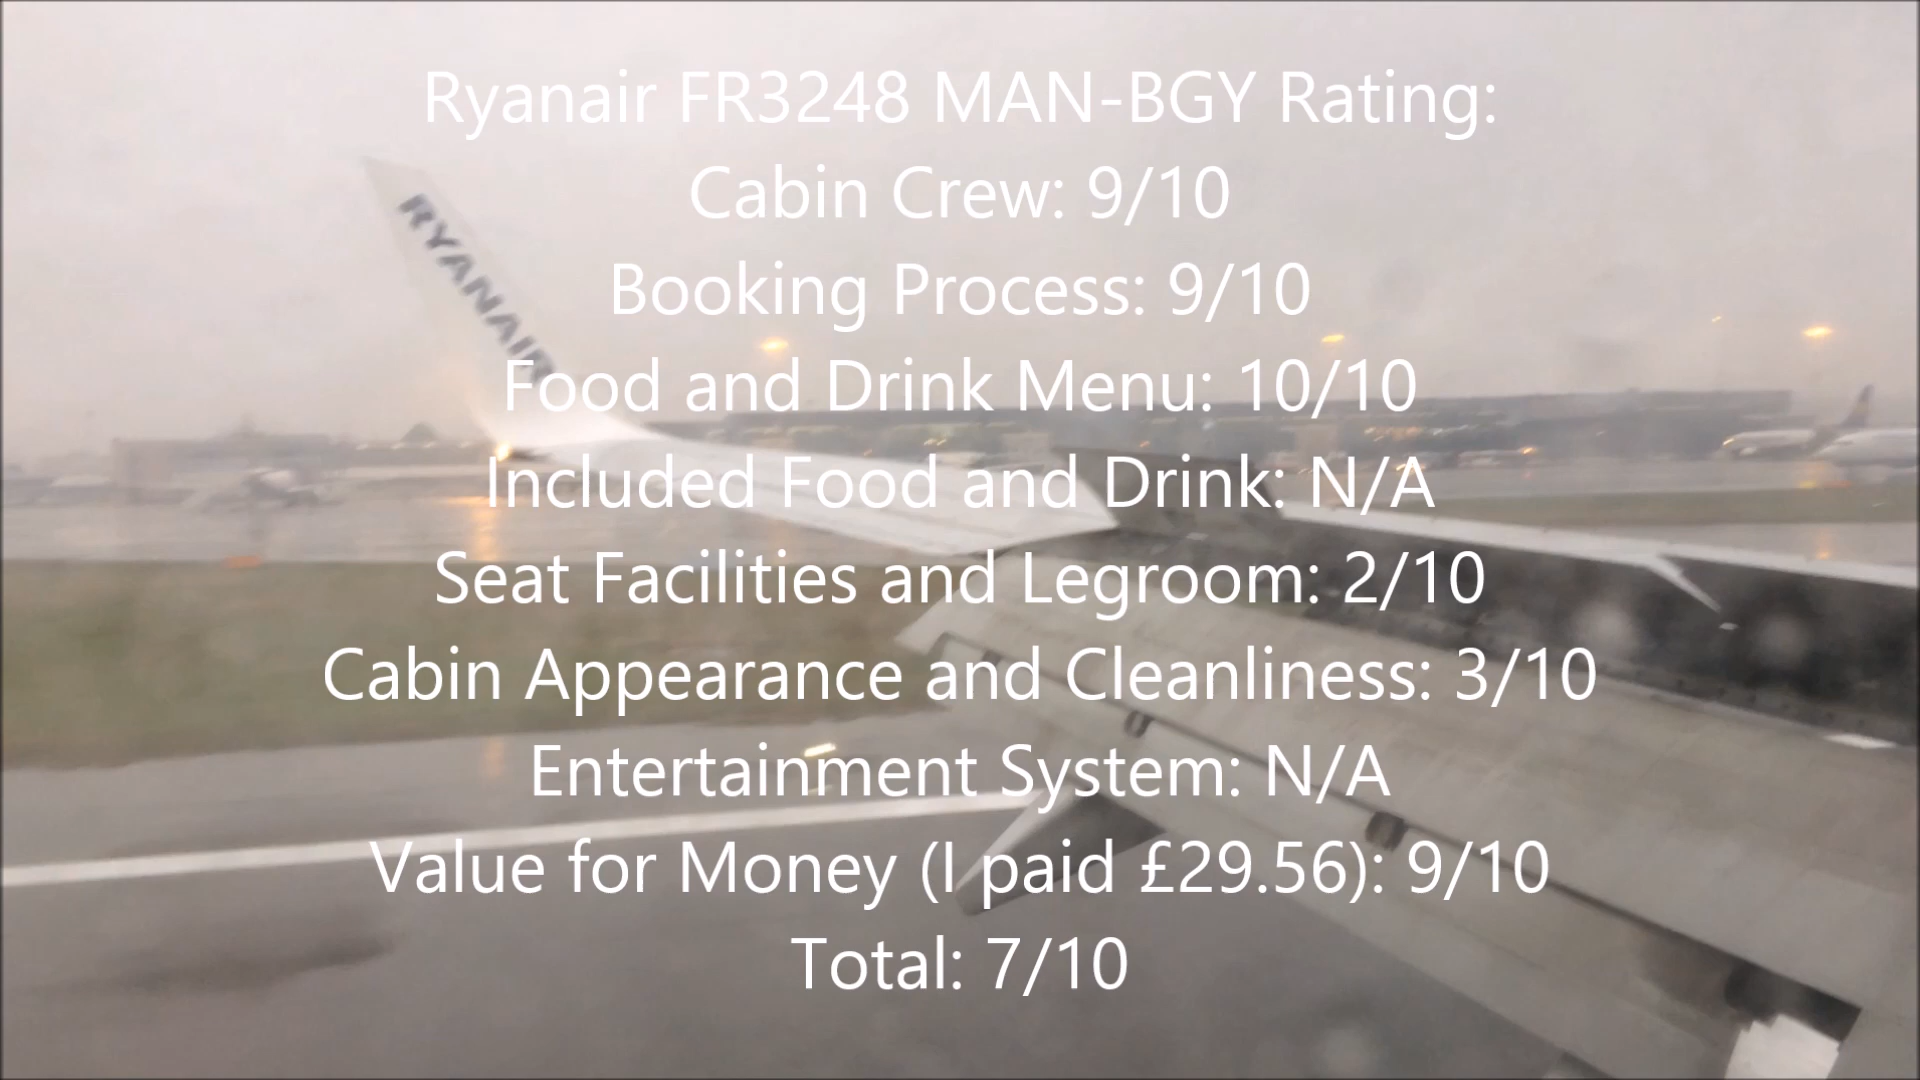 Ryanair FR3248 MAN-BGY Rating:
Cabin Crew: 9/10
Booking Process: 9/10
RYANAIR
Food and Drink Menu: 10/10
Included Food and Drink: N/A
Seat Facilities and Legroom: 2/10
Cabin Appearance and Cleanliness: 3/10
Entertainment System: N/A
Value for Money (I paid £29.56): 9/10
Total: 7/10